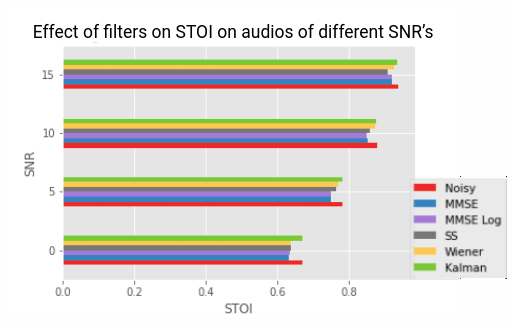 Effect of filters on STOI on audios of different SNR's
15
10
5
0
SNR
0.0 0.2 0.4 0.6 0.8
STOI
Noisy
MMSE
MMSE Log
SS
Wiener
Kalman